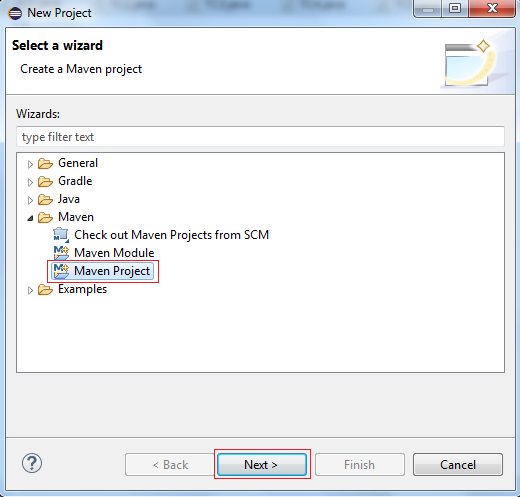 New Project
Select a wizard
Create a Maven project
Wizards:
type filter text
General
Gradle
Java
Maven
Check out Maven Projects from SCM
Maven Module
Maven Project
Examples
< Back Next > Finish Cancel